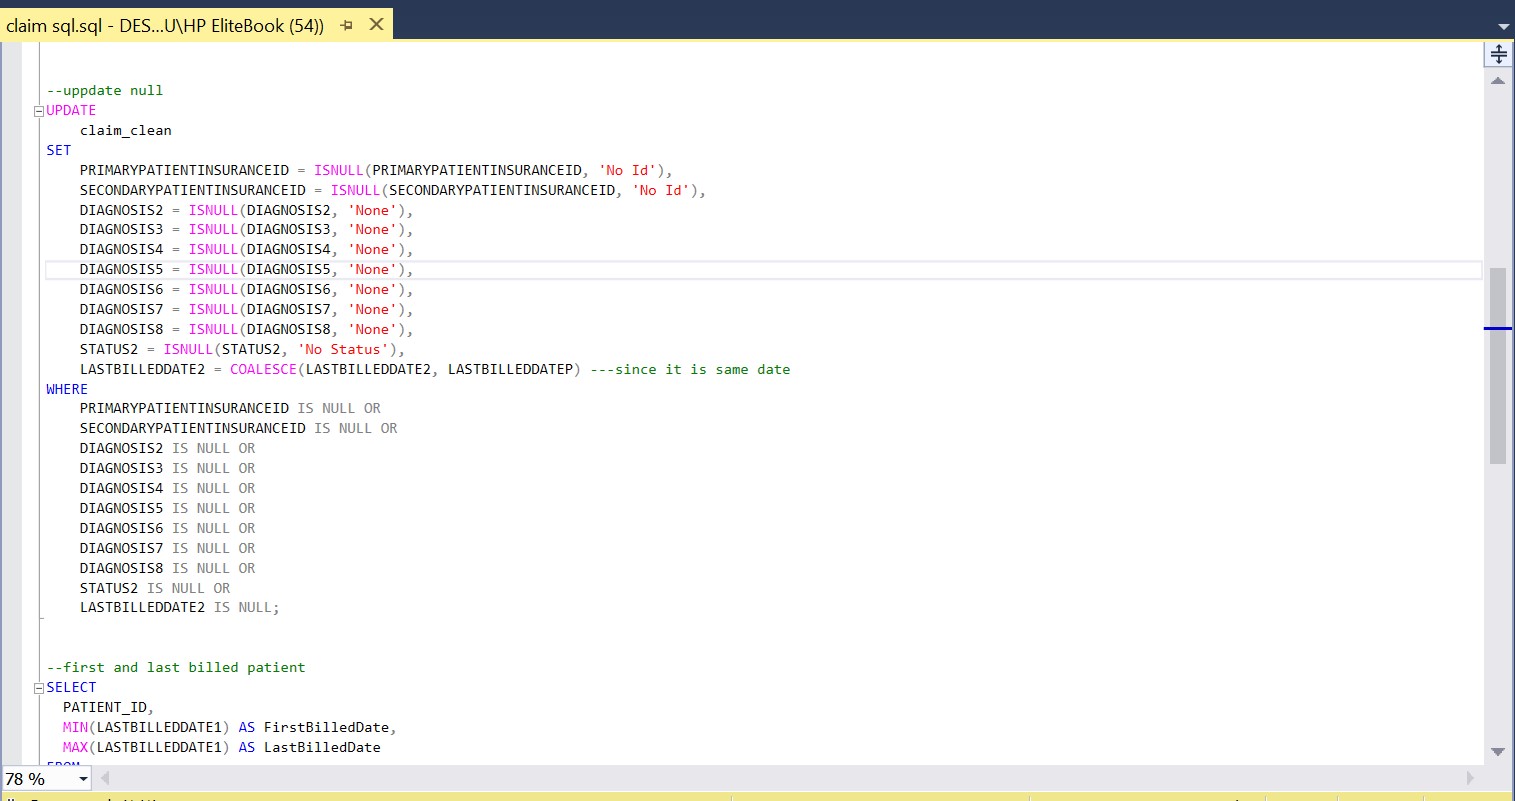 claim sql.sql - DES...U\HP EliteBook (54))
--uppdate null
UPDATE
claim_clean
SET
PRIMARYPATIENTINSURANCEID = ISNULL(PRIMARYPATIENTINSURANCEID, 'No Id'),
SECONDARYPATIENTINSURANCEID = ISNULL(SECONDARYPATIENTINSURANCEID, 'No Id'),
DIAGNOSIS2 = ISNULL(DIAGNOSIS2, 'None'),
DIAGNOSIS3 = ISNULL(DIAGNOSIS3, 'None'),
DIAGNOSIS4 = ISNULL(DIAGNOSIS4, 'None'),
DIAGNOSIS5 = ISNULL(DIAGNOSIS5, 'None'),
DIAGNOSIS6 = ISNULL(DIAGNOSIS6, 'None'),
DIAGNOSIS7 = ISNULL(DIAGNOSIS7, 'None'),
DIAGNOSIS8 = ISNULL(DIAGNOSIS8, 'None'),
STATUS2 = ISNULL(STATUS2, 'No Status'),
LASTBILLEDDATE2 = COALESCE(LASTBILLEDDATE2, LASTBILLEDDATEP) ---since it is same date
WHERE
PRIMARYPATIENTINSURANCEID IS NULL OR
SECONDARYPATIENTINSURANCEID IS NULL OR
DIAGNOSIS2 IS NULL OR
DIAGNOSIS3 IS NULL OR
DIAGNOSIS4 IS NULL OR
DIAGNOSIS5 IS NULL OR
DIAGNOSIS6 IS NULL OR
DIAGNOSIS7 IS NULL OR
DIAGNOSIS8 IS NULL OR
STATUS2 IS NULL OR
LASTBILLEDDATE2 IS NULL;
--first and last billed patient
SELECT
PATIENT_ID,
MIN(LASTBILLEDDATE1) AS FirstBilledDate,
MAX(LASTBILLEDDATE1) AS LastBilledDate
FROM
78 %